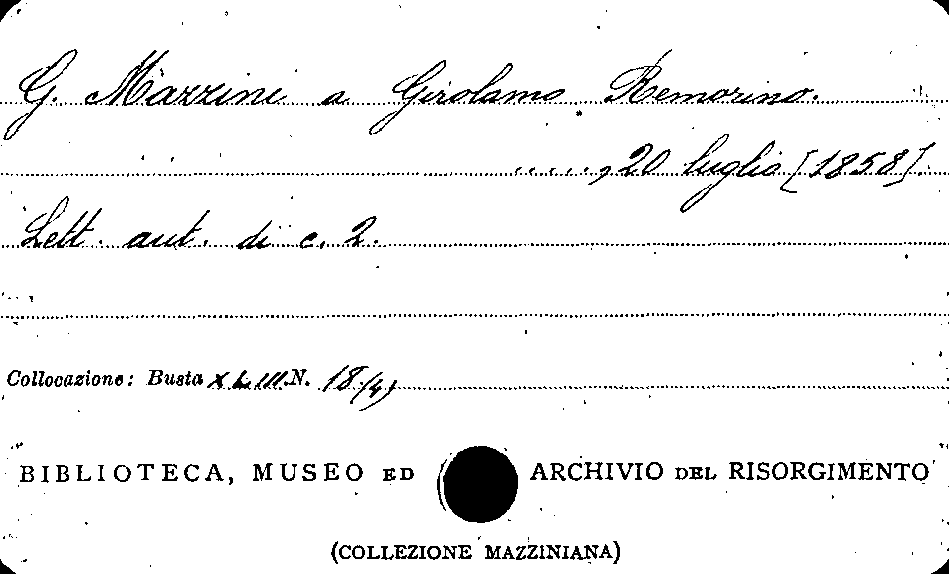 G. Mazzini a Girolamo Remorino.
....., 20 luglio [1858].
Lett. aut. di c. 2.
Collocazione: Busta XLIII. N. 18(4)
BIBLIOTECA, MUSEO ED ARCHIVIO DEL RISORGIMENTO
(COLLEZIONE MAZZINIANA)